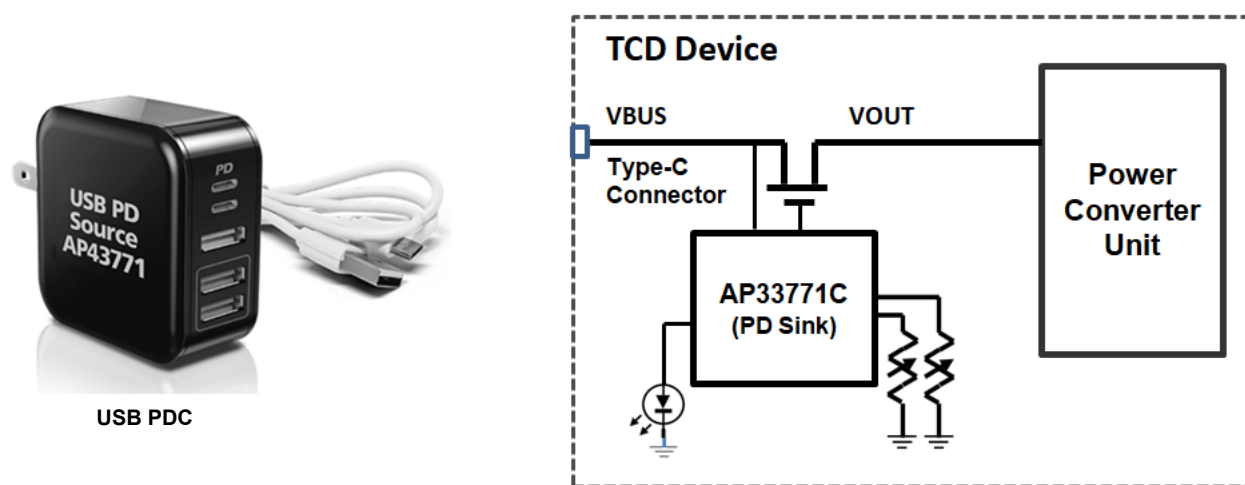 PD
USB PD
Source
AP43771
USB PDC
TCD Device
VBUS
VOUT
Type-C
Connector
AP33771C
(PD Sink)
Power
Converter
Unit